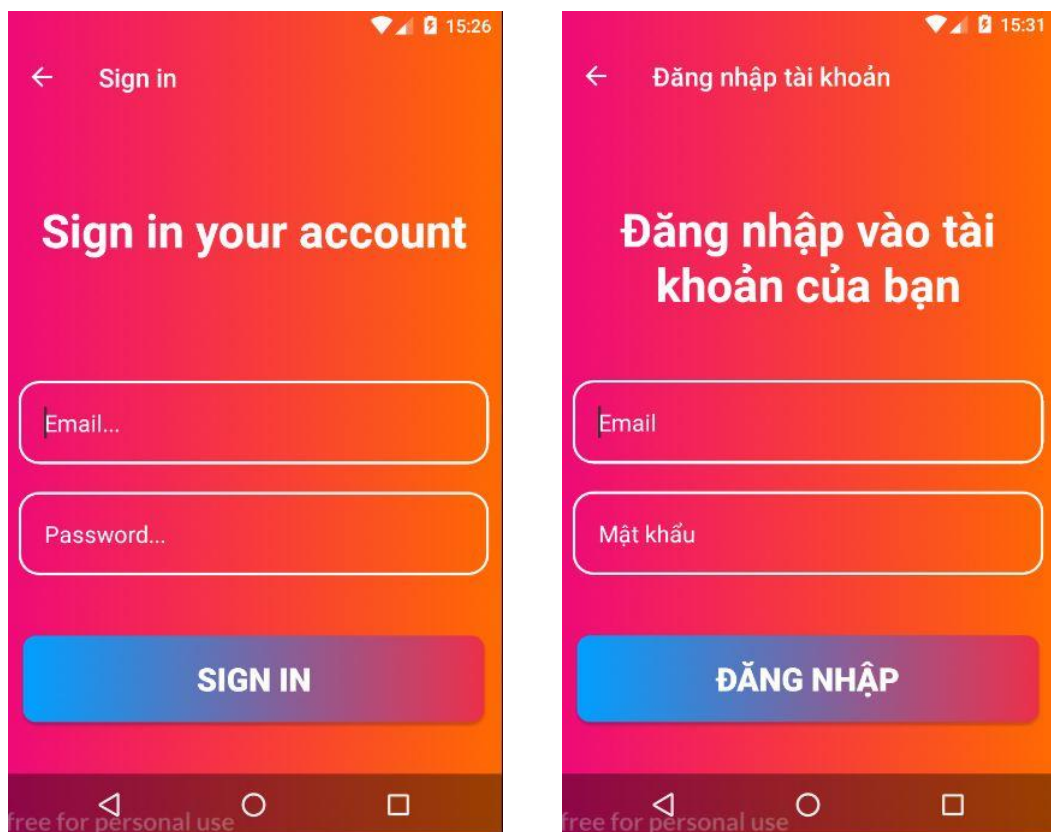 15:26
Sign in
Sign in your account
Email...
Password...
SIGN IN
free for personal use
15:31
Đăng nhập tài khoản
Đăng nhập vào tài
khoản của bạn
Email
Mật khẩu
ĐĂNG NHẬP
free for personal use